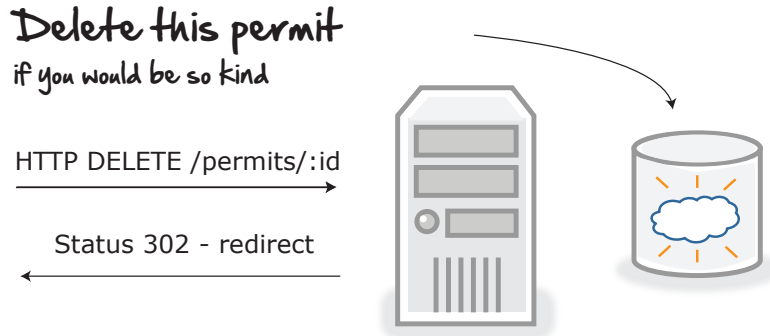 Delete this permit
if you would be so kind
HTTP DELETE /permits/:id
Status 302 - redirect